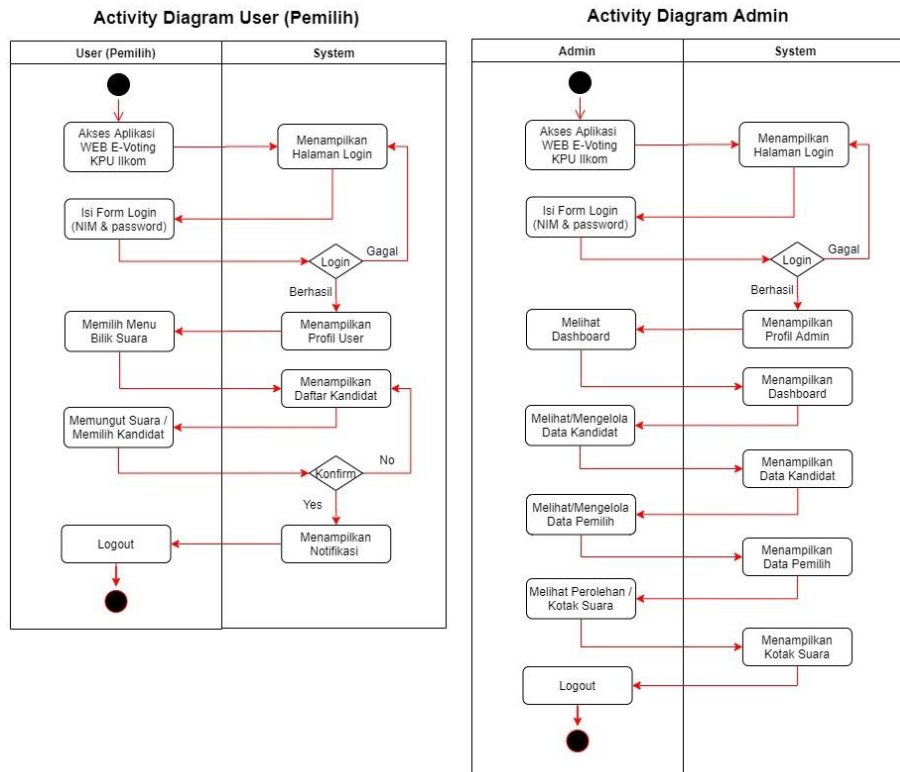 Activity Diagram User (Pemilih)
User (Pemilih)
System
Akses Aplikasi
WEB E-Voting
KPU Ilkom
Menampilkan
Halaman Login
Isi Form Login
(NIM & password)
Login
Gagal
Berhasil
Memilih Menu
Bilik Suara
Menampilkan
Profil User
Menampilkan
Daftar Kandidat
Memungut Suara /
Memilih Kandidat
Konfirm
No
Yes
Logout
Menampilkan
Notifikasi
Activity Diagram Admin
Admin
System
Akses Aplikasi
WEB E-Voting
KPU Ilkom
Menampilkan
Halaman Login
Isi Form Login
(NIM & password)
Login
Gagal
Berhasil
Melihat
Dashboard
Menampilkan
Profil Admin
Menampilkan
Dashboard
Melihat/Mengelola
Data Kandidat
Menampilkan
Data Kandidat
Melihat/Mengelola
Data Pemilih
Menampilkan
Data Pemilih
Melihat Perolehan /
Kotak Suara
Menampilkan
Kotak Suara
Logout